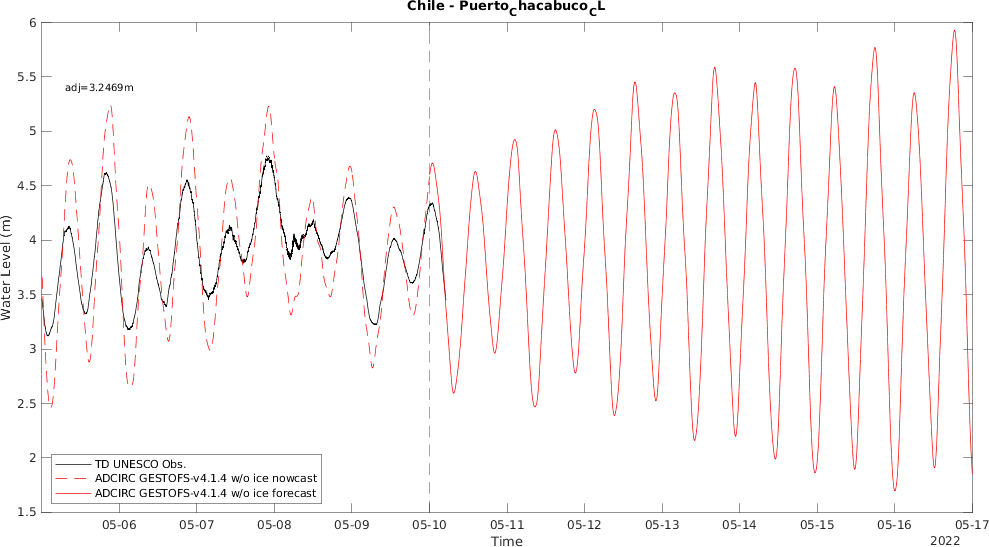 Chile - Puerto_Chacabuco_CL
6
5.5
5
4.5
4
3.5
3
2.5
2
1.5
adj=3.2469m
Water Level (m)
TD UNESCO Obs.
ADCIRC GESTOFS-v4.1.4 w/o ice nowcast
ADCIRC GESTOFS-v4.1.4 w/o ice forecast
05-06 05-07 05-08 05-09 05-10 05-11 05-12 05-13 05-14 05-15 05-16 05-17
Time
2022